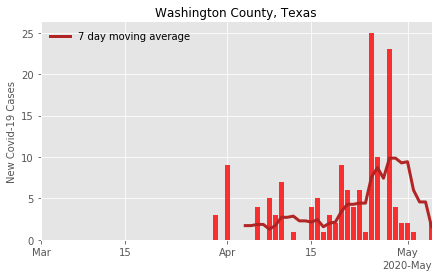 Washington County, Texas
7 day moving average
New Covid-19 Cases
25
20
15
10
5
0
Mar 15 Apr 15 May
2020-May